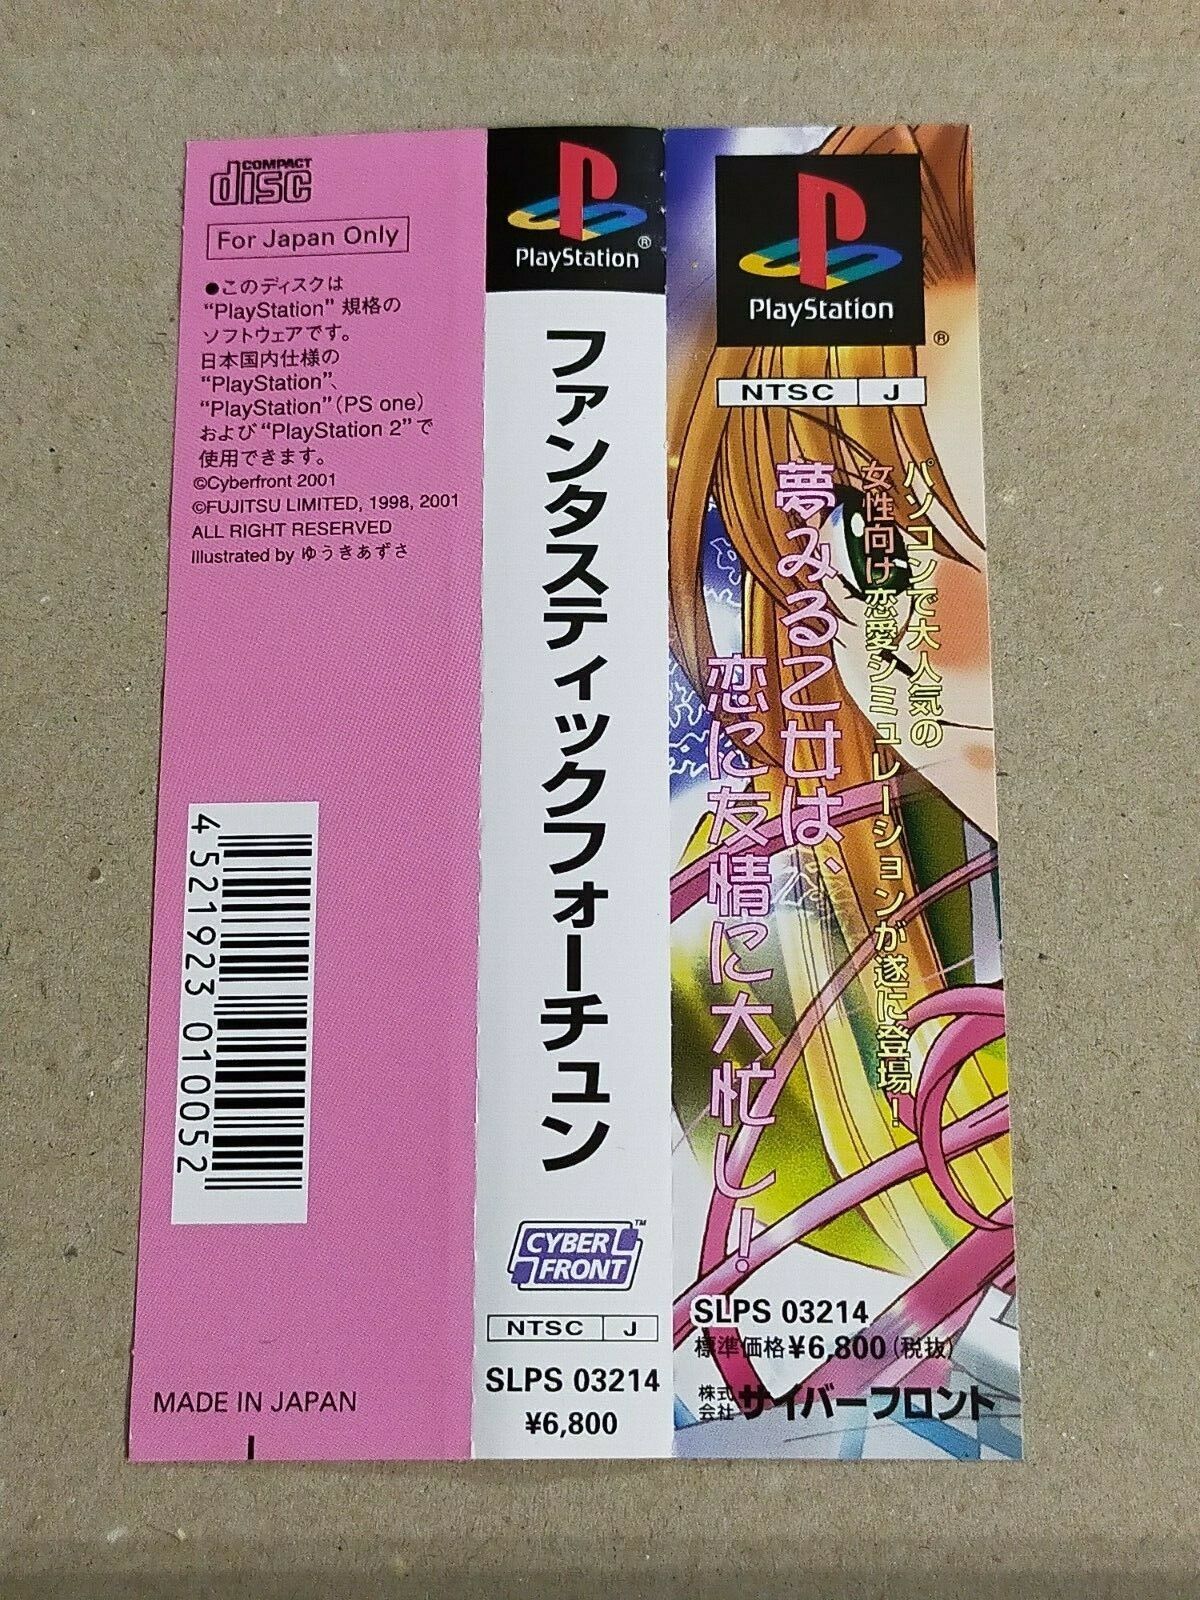 COMPACT
disc
For Japan Only
●このディスクは
“PlayStation” 規格の
ソフトウェアです。
日本国内仕様の
“PlayStation”、
“PlayStation”（PS one）
および“PlayStation 2”で
使用できます。
©Cyberfront 2001
©FUJITSU LIMITED, 1998, 2001
ALL RIGHT RESERVED
Illustrated by ゆうきあずさ
4 521923 010052
MADE IN JAPAN
PlayStation®
ファンタスティックフォーチュン
CYBER FRONT™
NTSC J
SLPS 03214
¥6,800
PlayStation
®
NTSC J
パソコンで大人気の
女性向け恋愛シミュレーションが遂に登場！
夢みる乙女は、
恋に友情に大忙し！
SLPS 03214
標準価格¥6,800（税抜）
株式会社サイバーフロント